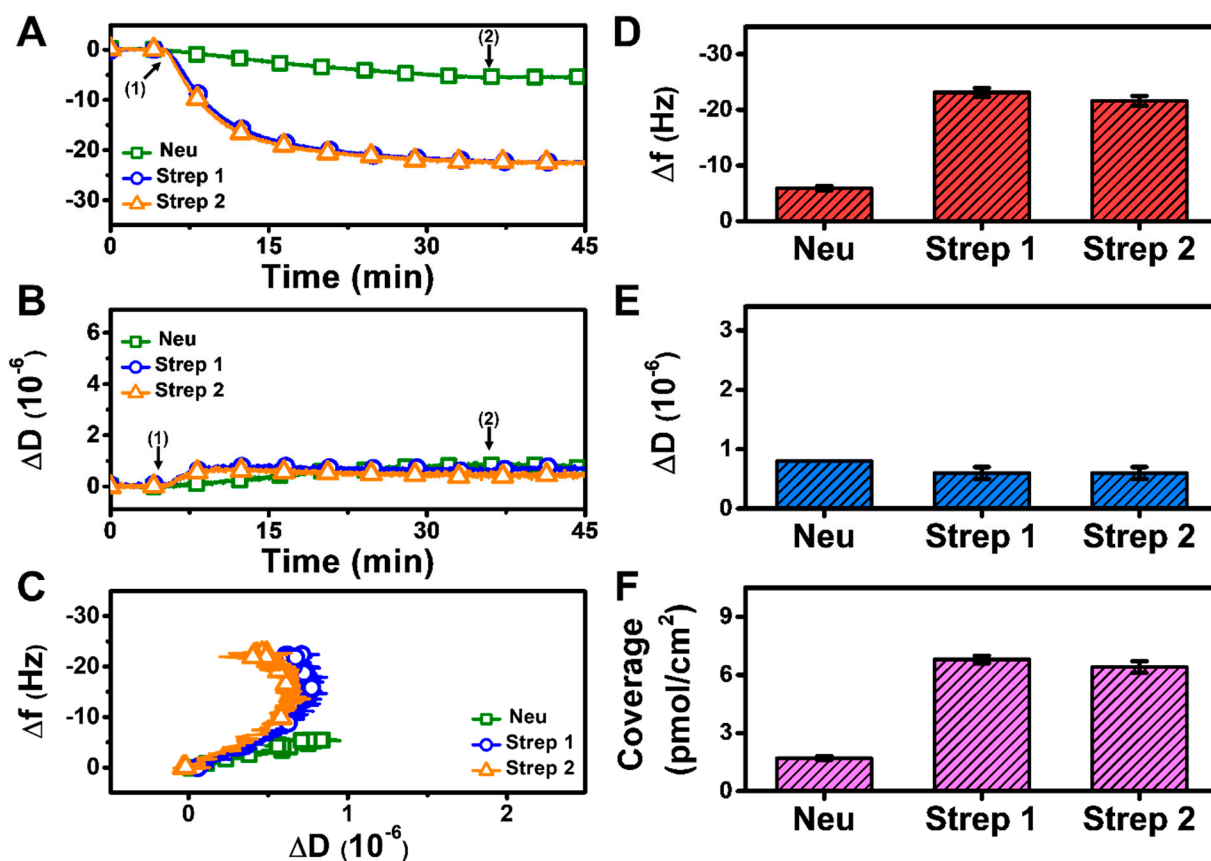 A
0
-10
-20
-30
(1)
(2)
Neu
Strep 1
Strep 2
0 15 30 45
Time (min)
Δf (Hz)
B
6
4
2
0
Neu
Strep 1
Strep 2
(1)
(2)
0 15 30 45
Time (min)
ΔD (10⁻⁶)
C
-30
-20
-10
0
Neu
Strep 1
Strep 2
0 1 2
ΔD (10⁻⁶)
Δf (Hz)
D
-30
-20
-10
0
Δf (Hz)
Neu Strep 1 Strep 2
E
3
2
1
0
ΔD (10⁻⁶)
Neu Strep 1 Strep 2
F
9
6
3
0
Coverage
(pmol/cm²)
Neu Strep 1 Strep 2